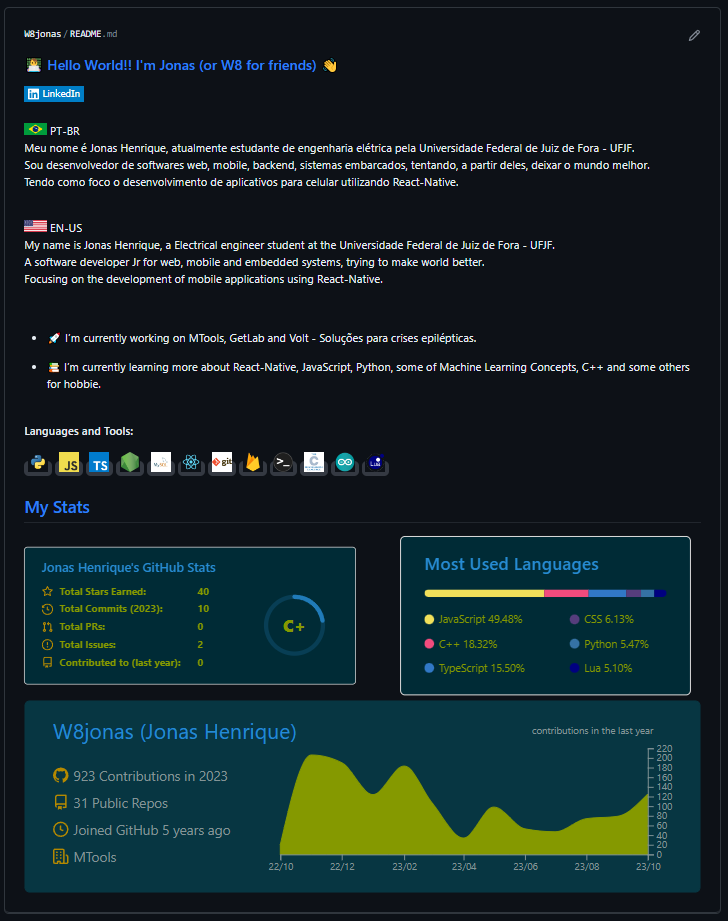 W8jonas / README.md
Hello World!! I'm Jonas (or W8 for friends)
in LinkedIn
PT-BR
Meu nome é Jonas Henrique, atualmente estudante de engenharia elétrica pela Universidade Federal de Juiz de Fora - UFJF.
Sou desenvolvedor de softwares web, mobile, backend, sistemas embarcados, tentando, a partir deles, deixar o mundo melhor.
Tendo como foco o desenvolvimento de aplicativos para celular utilizando React-Native.
EN-US
My name is Jonas Henrique, a Electrical engineer student at the Universidade Federal de Juiz de Fora - UFJF.
A software developer Jr for web, mobile and embedded systems, trying to make world better.
Focusing on the development of mobile applications using React-Native.
I'm currently working on MTools, GetLab and Volt - Soluções para crises epilépticas.
I'm currently learning more about React-Native, JavaScript, Python, some of Machine Learning Concepts, C++ and some others
for hobbie.
Languages and Tools:
JS TS git >_ C Lua
My Stats
Jonas Henrique's GitHub Stats
Total Stars Earned: 40
Total Commits (2023): 10
Total PRs: 0
Total Issues: 2
Contributed to (last year): 0
C+
Most Used Languages
JavaScript 49.48% CSS 6.13%
C++ 18.32% Python 5.47%
TypeScript 15.50% Lua 5.10%
W8jonas (Jonas Henrique)
contributions in the last year
923 Contributions in 2023
31 Public Repos
Joined GitHub 5 years ago
MTools
220
200
180
160
140
120
100
80
60
40
20
0
22/10 22/12 23/02 23/04 23/06 23/08 23/10